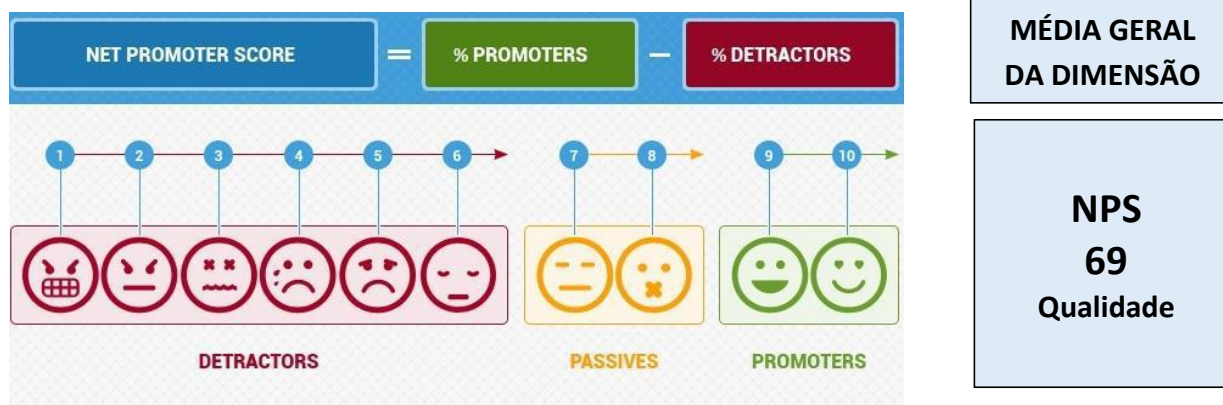 NET PROMOTER SCORE = % PROMOTERS – % DETRACTORS
1 2 3 4 5 6 7 8 9 10
DETRACTORS PASSIVES PROMOTERS
MÉDIA GERAL
DA DIMENSÃO
NPS
69
Qualidade